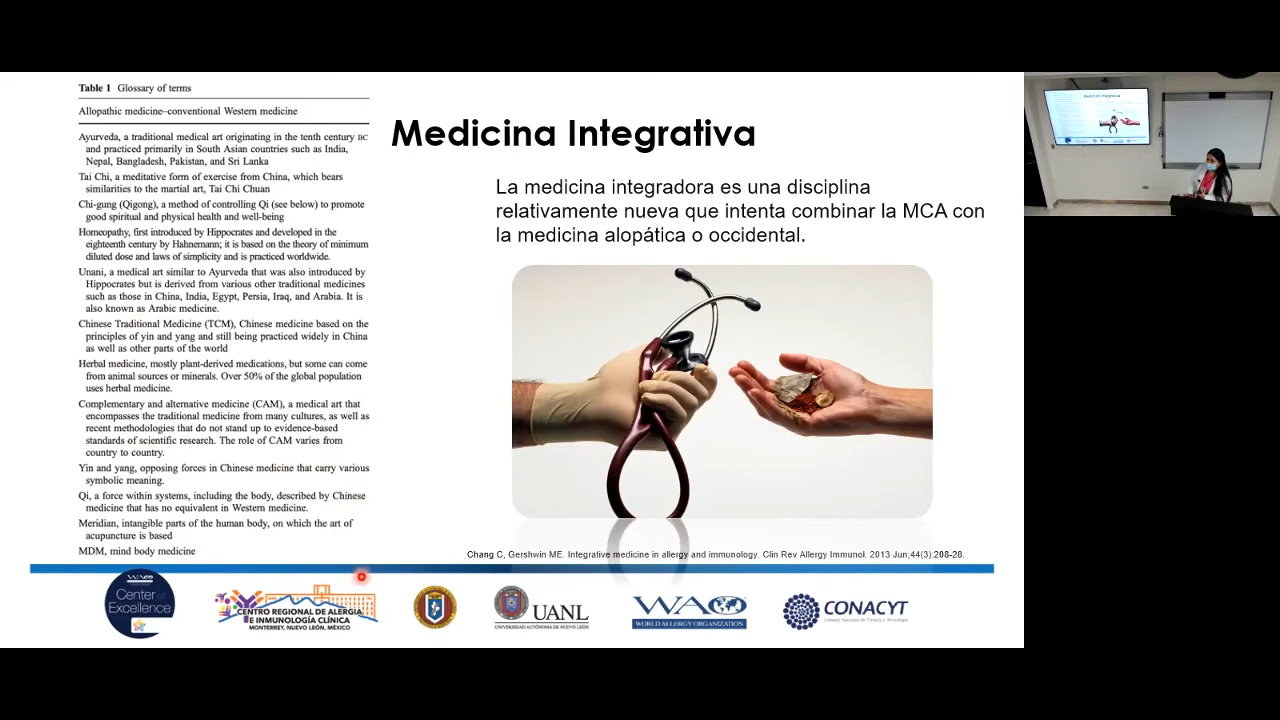 Table 1 Glossary of terms
Allopathic medicine–conventional Western medicine
Ayurveda, a traditional medical art originating in the tenth century BC
and practiced primarily in South Asian countries such as India,
Nepal, Bangladesh, Pakistan, and Sri Lanka
Tai Chi, a meditative form of exercise from China, which bears
similarities to the martial art, Tai Chi Chuan
Chi-gung (Qigong), a method of controlling Qi (see below) to promote
good spiritual and physical health and well-being
Homeopathy, first introduced by Hippocrates and developed in the
eighteenth century by Hahnemann; it is based on the theory of minimum
diluted dose and laws of simplicity and is practiced worldwide.
Unani, a medical art similar to Ayurveda that was also introduced by
Hippocrates but is derived from various other traditional medicines
such as those in China, India, Egypt, Persia, Iraq, and Arabia. It is
also known as Arabic medicine.
Chinese Traditional Medicine (TCM), Chinese medicine based on the
principles of yin and yang and still being practiced widely in China
as well as other parts of the world
Herbal medicine, mostly plant-derived medications, but some can come
from animal sources or minerals. Over 50% of the global population
uses herbal medicine.
Complementary and alternative medicine (CAM), a medical art that
encompasses the traditional medicine from many cultures, as well as
recent methodologies that do not stand up to evidence-based
standards of scientific research. The role of CAM varies from
country to country.
Yin and yang, opposing forces in Chinese medicine that carry various
symbolic meaning.
Qi, a force within systems, including the body, described by Chinese
medicine that has no equivalent in Western medicine.
Meridian, intangible parts of the human body, on which the art of
acupuncture is based
MDM, mind body medicine
Medicina Integrativa
La medicina integradora es una disciplina
relativamente nueva que intenta combinar la MCA con
la medicina alopática o occidental.
Chang C, Gershwin ME. Integrative medicine in allergy and immunology. Clin Rev Allergy Immunol. 2013 Jun;44(3):208-28.
WAO
Center of
Excellence
CENTRO REGIONAL DE ALERGIA
E INMUNOLOGÍA CLÍNICA
MONTERREY, NUEVO LEÓN, MÉXICO
UANL
UNIVERSIDAD AUTÓNOMA DE NUEVO LEÓN
WAO
WORLD ALLERGY ORGANIZATION
CONACYT
Consejo Nacional de Ciencia y Tecnología
Medicina Integrativa